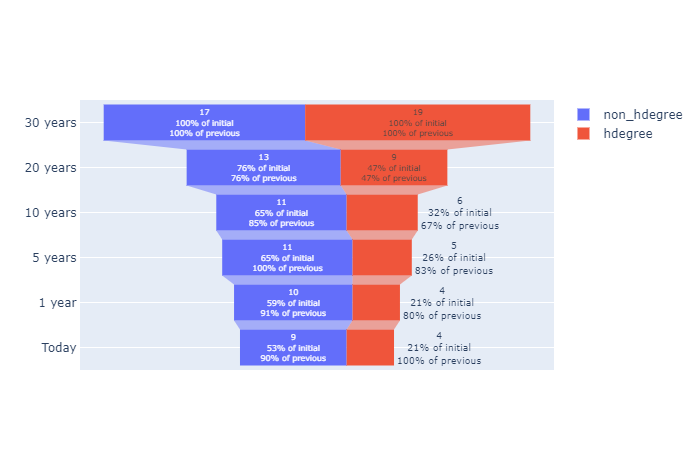 non_hdegree
hdegree
30 years
17
100% of initial
100% of previous
19
100% of initial
100% of previous
20 years
13
76% of initial
76% of previous
9
47% of initial
47% of previous
10 years
11
65% of initial
85% of previous
6
32% of initial
67% of previous
5 years
11
65% of initial
100% of previous
5
26% of initial
83% of previous
1 year
10
59% of initial
91% of previous
4
21% of initial
80% of previous
Today
9
53% of initial
90% of previous
4
21% of initial
100% of previous